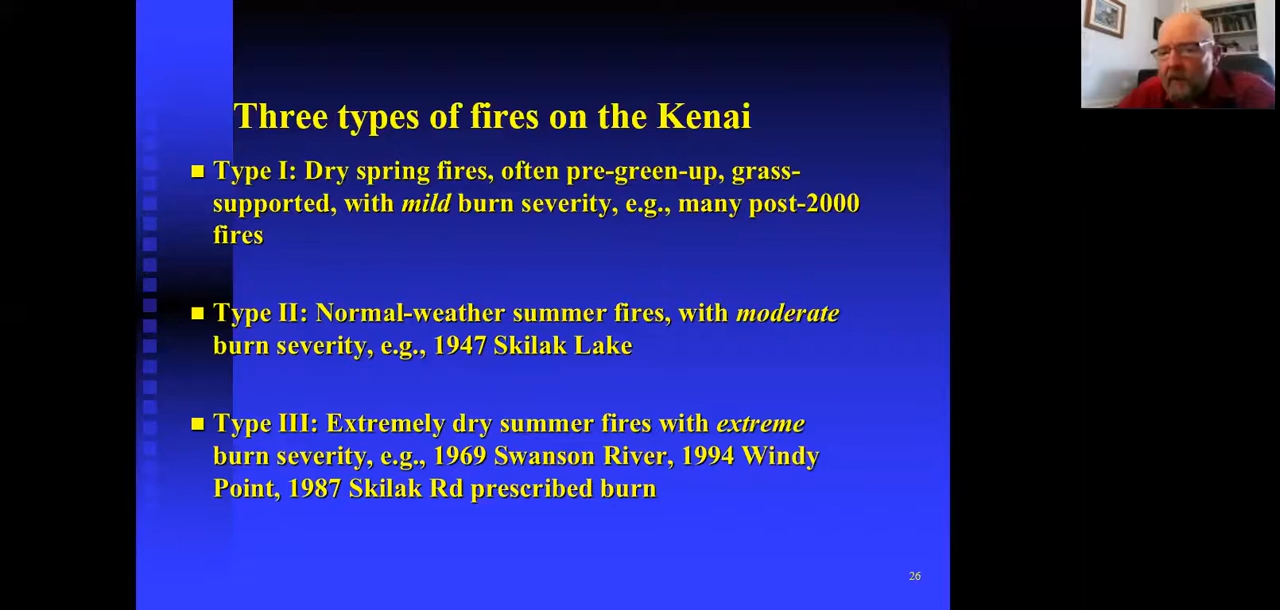 Three types of fires on the Kenai
Type I: Dry spring fires, often pre-green-up, grass-
supported, with mild burn severity, e.g., many post-2000
fires
Type II: Normal-weather summer fires, with moderate
burn severity, e.g., 1947 Skilak Lake
Type III: Extremely dry summer fires with extreme
burn severity, e.g., 1969 Swanson River, 1994 Windy
Point, 1987 Skilak Rd prescribed burn
26